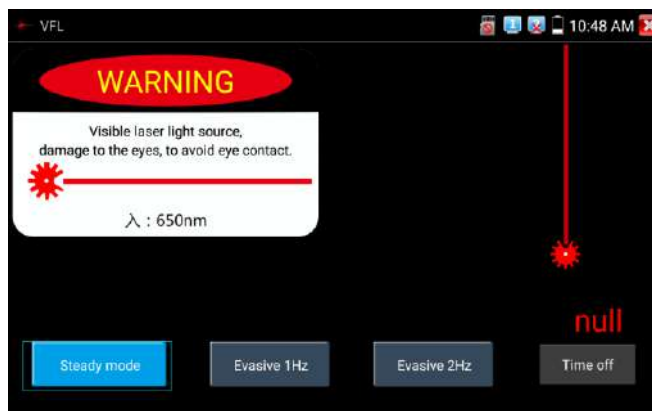 VFL
10:48 AM
WARNING
Visible laser light source,
damage to the eyes, to avoid eye contact.
入 : 650nm
null
Steady mode
Evasive 1Hz
Evasive 2Hz
Time off